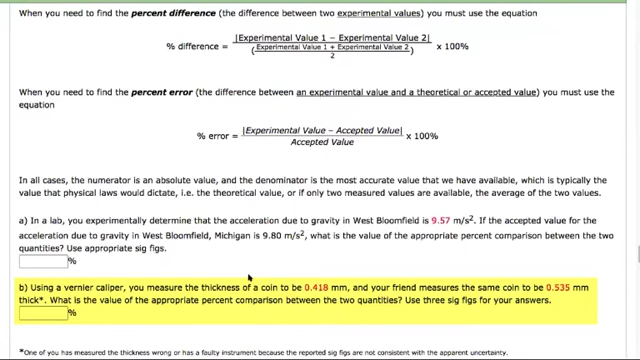 When you need to find the percent difference (the difference between two experimental values) you must use the equation
% difference = |Experimental Value 1 − Experimental Value 2| / ((Experimental Value 1 + Experimental Value 2) / 2) x 100%
When you need to find the percent error (the difference between an experimental value and a theoretical or accepted value) you must use the
equation
% error = |Experimental Value − Accepted Value| / Accepted Value x 100%
In all cases, the numerator is an absolute value, and the denominator is the most accurate value that we have available, which is typically the
value that physical laws would dictate, i.e. the theoretical value, or if only two measured values are available, the average of the two values.
a) In a lab, you experimentally determine that the acceleration due to gravity in West Bloomfield is 9.57 m/s². If the accepted value for the
acceleration due to gravity in West Bloomfield, Michigan is 9.80 m/s², what is the value of the appropriate percent comparison between the two
quantities? Use appropriate sig figs.
%
b) Using a vernier caliper, you measure the thickness of a coin to be 0.418 mm, and your friend measures the same coin to be 0.535 mm
thick*. What is the value of the appropriate percent comparison between the two quantities? Use three sig figs for your answers.
%
*One of you has measured the thickness wrong or has a faulty instrument because the reported sig figs are not consistent with the apparent uncertainty.